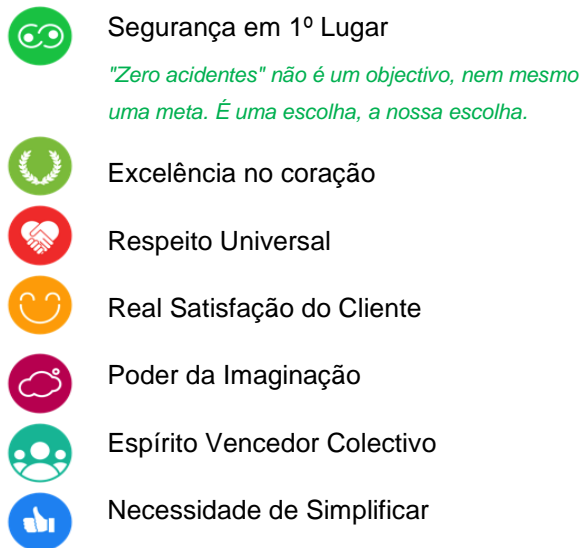 Segurança em 1º Lugar
"Zero acidentes" não é um objectivo, nem mesmo
uma meta. É uma escolha, a nossa escolha.
Excelência no coração
Respeito Universal
Real Satisfação do Cliente
Poder da Imaginação
Espírito Vencedor Colectivo
Necessidade de Simplificar